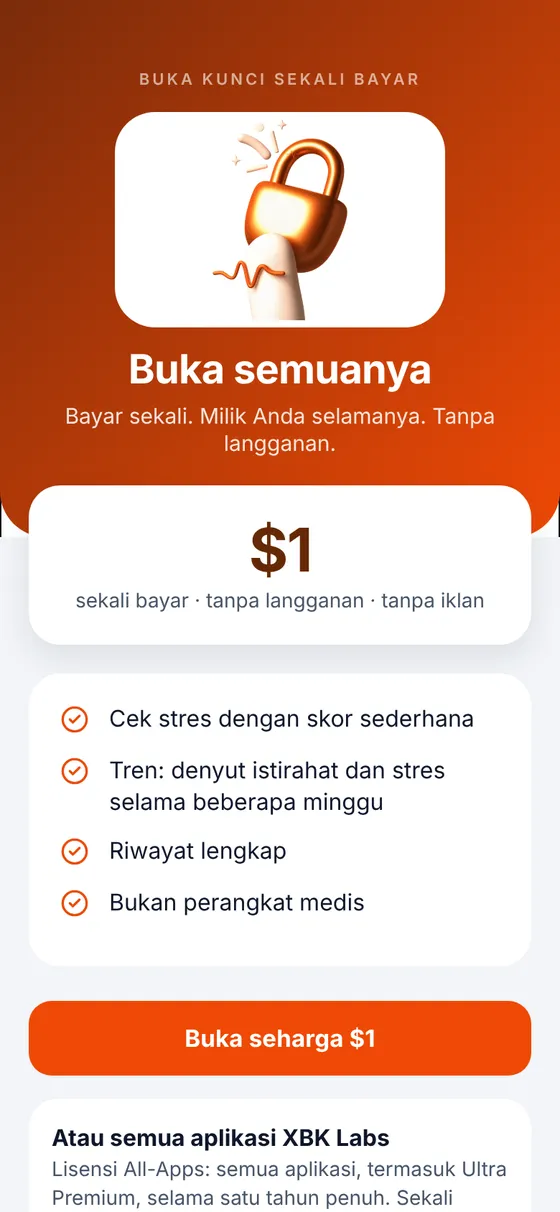 BUKA KUNCI SEKALI BAYAR
Buka semuanya
Bayar sekali. Milik Anda selamanya. Tanpa
langganan.
$1
sekali bayar · tanpa langganan · tanpa iklan
Cek stres dengan skor sederhana
Tren: denyut istirahat dan stres
selama beberapa minggu
Riwayat lengkap
Bukan perangkat medis
Buka seharga $1
Atau semua aplikasi XBK Labs
Lisensi All-Apps: semua aplikasi, termasuk Ultra
Premium, selama satu tahun penuh. Sekali